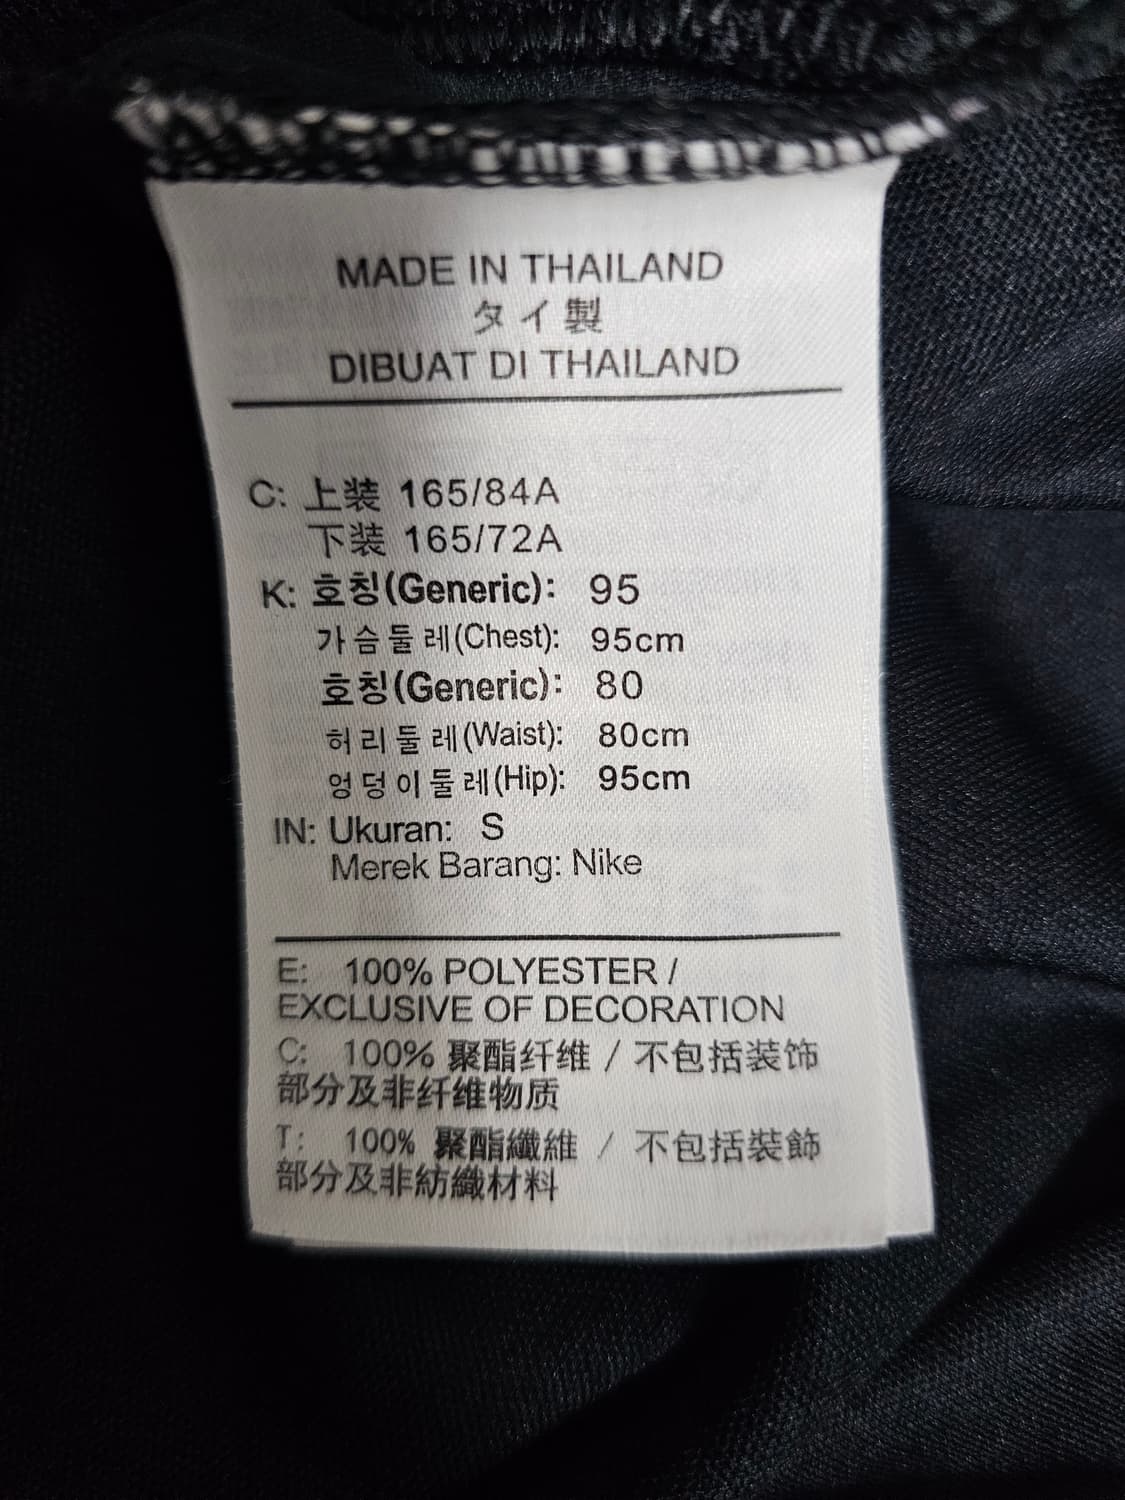 MADE IN THAILAND
タイ製
DIBUAT DI THAILAND
C: 上装 165/84A
下装 165/72A
K: 호칭(Generic): 95
가슴둘레(Chest): 95cm
호칭(Generic): 80
허리둘레(Waist): 80cm
엉덩이둘레(Hip): 95cm
IN: Ukuran: S
Merek Barang: Nike
E: 100% POLYESTER /
EXCLUSIVE OF DECORATION
C: 100% 聚酯纤维 / 不包括装饰
部分及非纤维物质
T: 100% 聚酯纖維 / 不包括裝飾
部分及非紡織材料